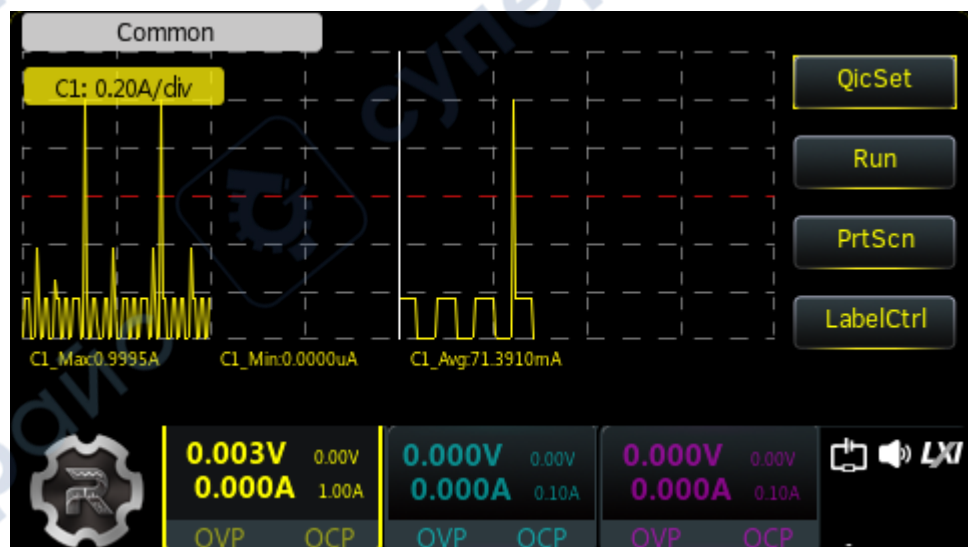 Common
C1: 0.20A/div
QicSet
Run
PrtScn
LabelCtrl
C1_Max:0.9995A C1_Min:0.0000uA C1_Avg:71.3910mA
0.003V 0.00V 0.000V 0.00V 0.000V 0.00V
0.000A 1.00A 0.000A 0.10A 0.000A 0.10A
OVP OCP OVP OCP OVP OCP
LXI